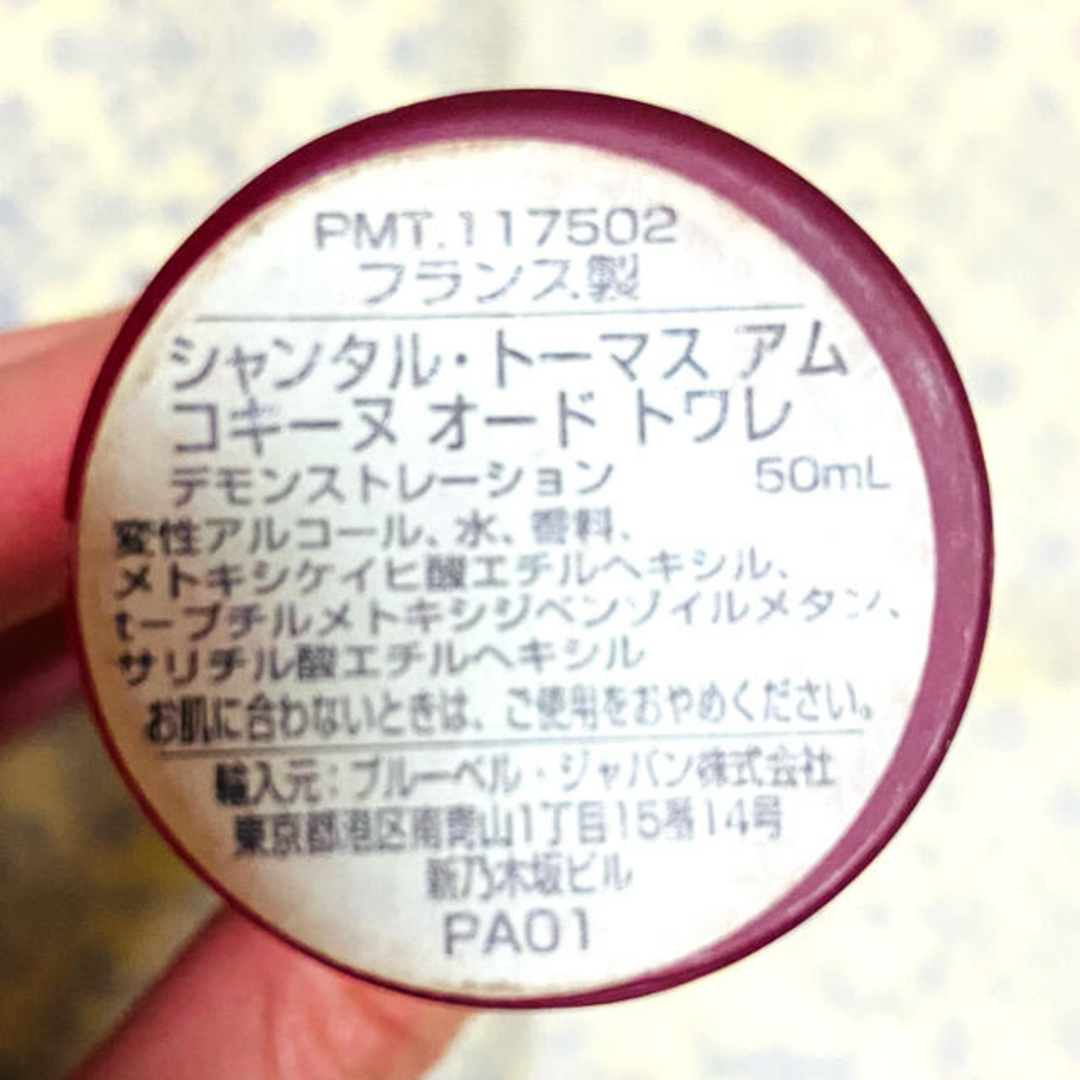 PMT.117502
フランス製
シャンタル・トーマス アム
コキーヌ オード トワレ
デモンストレーション 50mL
変性アルコール、水、香料、
メトキシケイヒ酸エチルヘキシル、
t-ブチルメトキシジベンゾイルメタン、
サリチル酸エチルヘキシル
お肌に合わないときは、ご使用をおやめください。
輸入元：ブルーベル・ジャパン株式会社
東京都港区南青山1丁目15番14号
新乃木坂ビル
PA01